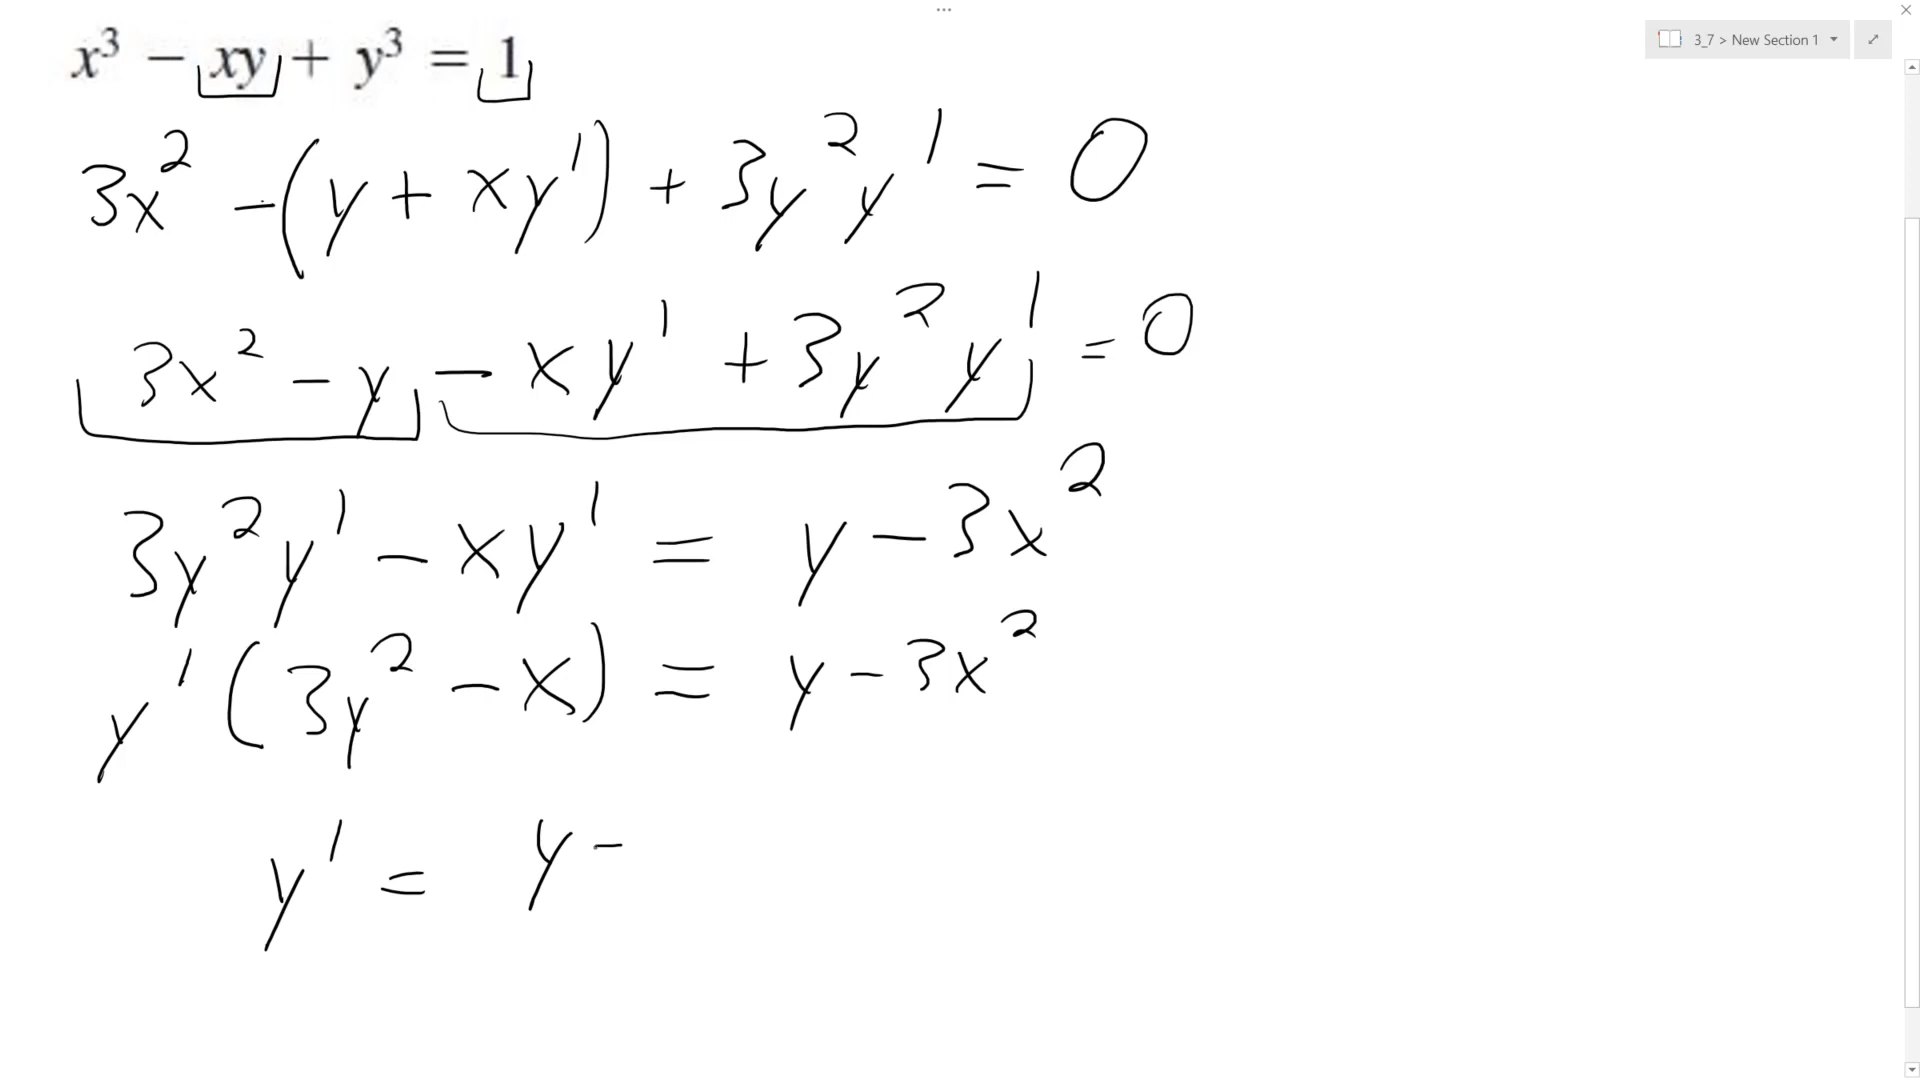 3_7 > New Section 1
x³ − xy + y³ = 1
3x² − (y + xy') + 3y²y' = 0
3x² − y − xy' + 3y²y' = 0
3y²y' − xy' = y − 3x²
y' (3y² − x) = y − 3x²
y' = y −